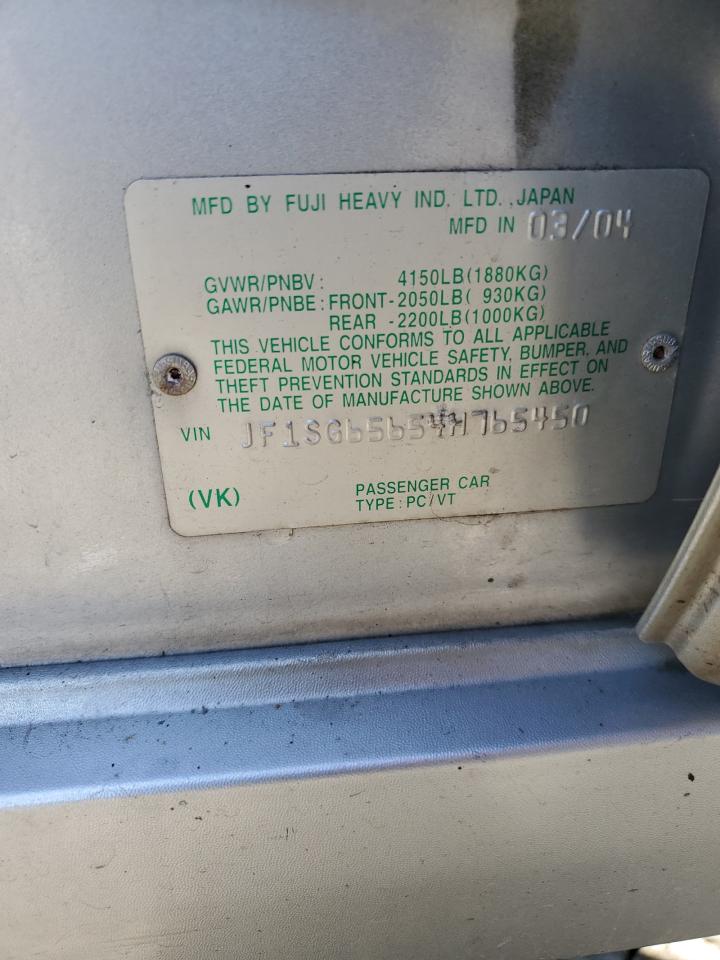 MFD BY FUJI HEAVY IND. LTD., JAPAN
MFD IN 03/04
GVWR/PNBV: 4150LB(1880KG)
GAWR/PNBE: FRONT-2050LB( 930KG)
REAR -2200LB(1000KG)
THIS VEHICLE CONFORMS TO ALL APPLICABLE
FEDERAL MOTOR VEHICLE SAFETY, BUMPER, AND
THEFT PREVENTION STANDARDS IN EFFECT ON
THE DATE OF MANUFACTURE SHOWN ABOVE.
VIN JF1SG65654H765450
(VK) PASSENGER CAR
TYPE: PC/VT